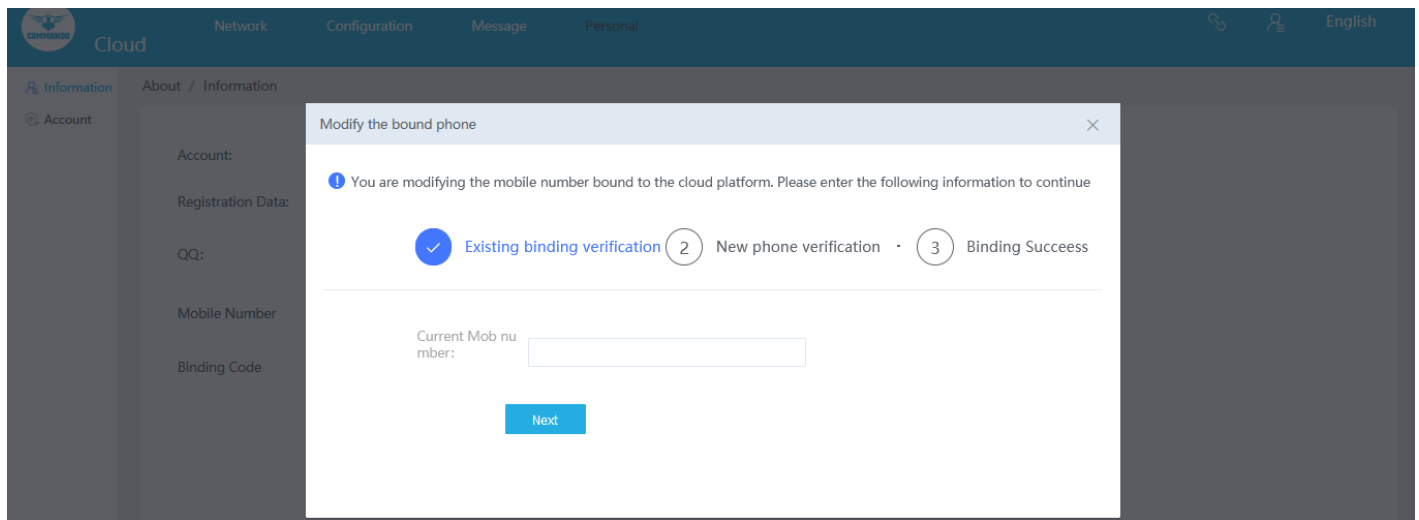 COMMANDO
Cloud
Network
Configuration
Message
Personal
English
Information
Account
About / Information
Account:
Registration Data:
QQ:
Mobile Number
Binding Code
Modify the bound phone
You are modifying the mobile number bound to the cloud platform. Please enter the following information to continue
Existing binding verification
2 New phone verification
3 Binding Succeess
Current Mob nu
mber:
Next